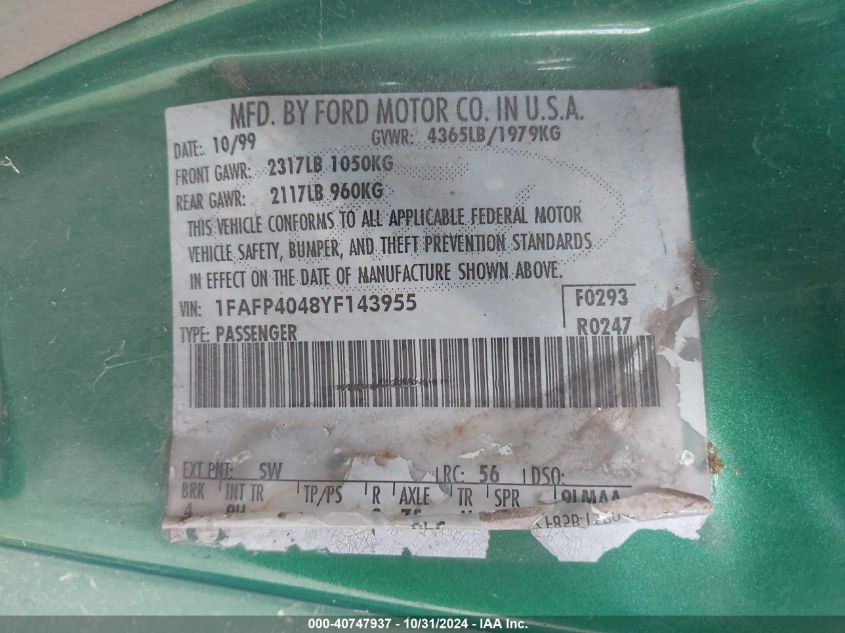 MFD. BY FORD MOTOR CO. IN U.S.A.
DATE: 10/99 GVWR: 4365LB/1979KG
FRONT GAWR: 2317LB 1050KG
REAR GAWR: 2117LB 960KG
THIS VEHICLE CONFORMS TO ALL APPLICABLE FEDERAL MOTOR
VEHICLE SAFETY, BUMPER, AND THEFT PREVENTION STANDARDS
IN EFFECT ON THE DATE OF MANUFACTURE SHOWN ABOVE.
VIN: 1FAFP4048YF143955 F0293
TYPE: PASSENGER R0247
EXT PNT: SW RC: 56 DSO:
BRK INT TR TP/PS R AXLE TR SPR 9LMAA
4
000-40747937 - 10/31/2024 - IAA Inc.